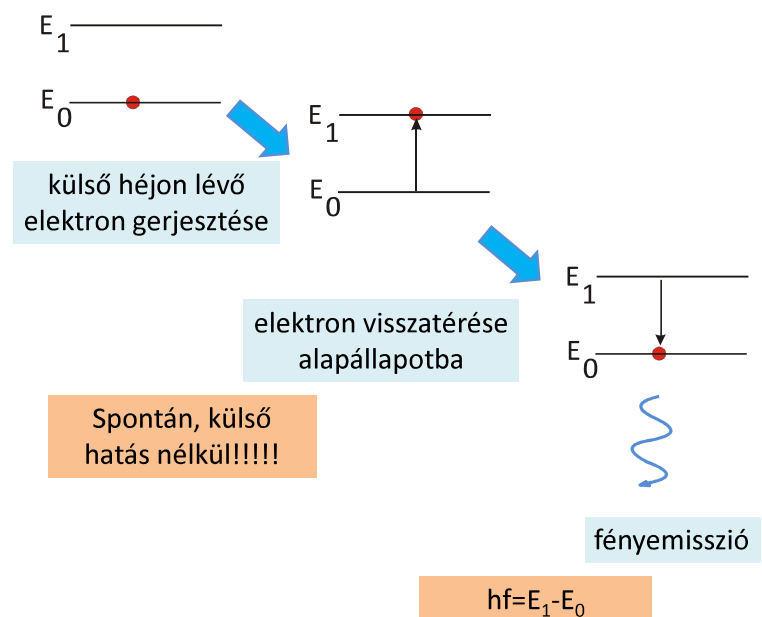 E₁
E₀
külső héjon lévő
elektron gerjesztése
E₁
E₀
elektron visszatérése
alapállapotba
E₁
E₀
Spontán, külső
hatás nélkül!!!!!
fényemisszió
hf=E₁-E₀